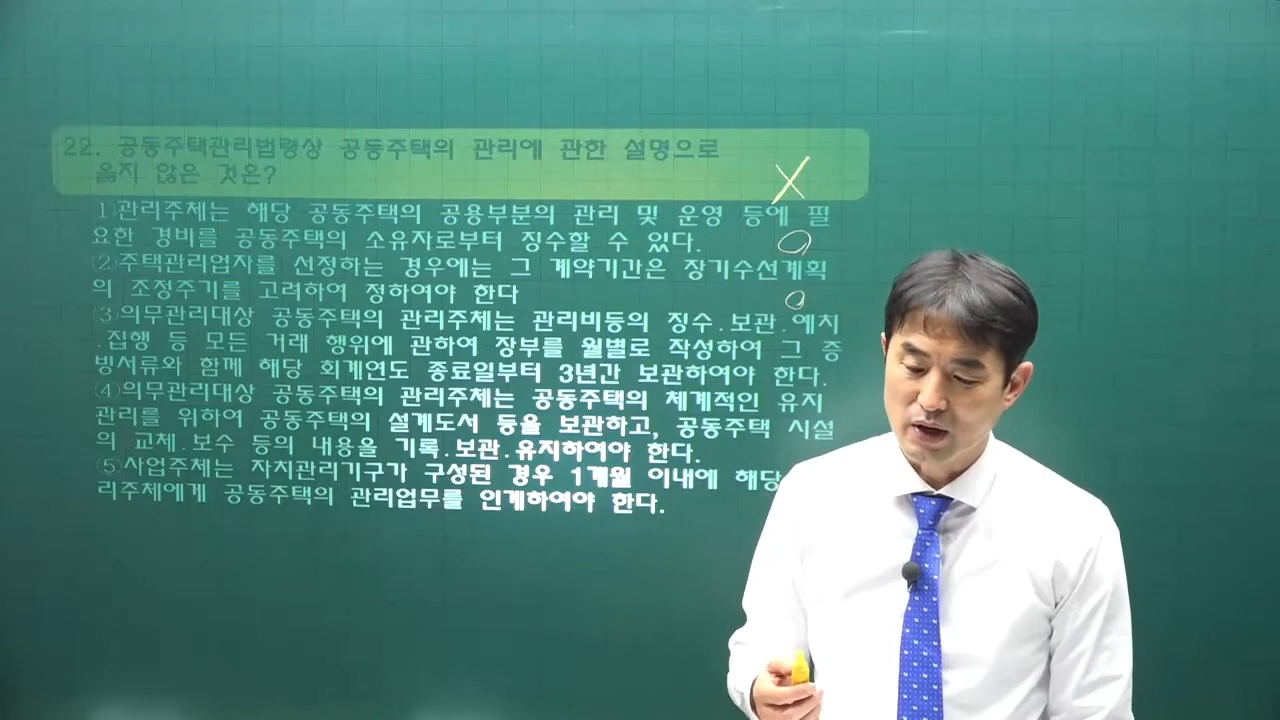 22. 공동주택관리법령상 공동주택의 관리에 관한 설명으로
옳지 않은 것은?
X
①관리주체는 해당 공동주택의 공용부분의 관리 및 운영 등에 필
요한 경비를 공동주택의 소유자로부터 징수할 수 있다.
②주택관리업자를 선정하는 경우에는 그 계약기간은 장기수선계획
의 조정주기를 고려하여 정하여야 한다
③의무관리대상 공동주택의 관리주체는 관리비등의 징수.보관.예치
.집행 등 모든 거래 행위에 관하여 장부를 월별로 작성하여 그 증
빙서류와 함께 해당 회계연도 종료일부터 3년간 보관하여야 한다.
④의무관리대상 공동주택의 관리주체는 공동주택의 체계적인 유지
관리를 위하여 공동주택의 설계도서 등을 보관하고, 공동주택 시설
의 교체.보수 등의 내용을 기록.보관.유지하여야 한다.
⑤사업주체는 자치관리기구가 구성된 경우 1개월 이내에 해당
리주체에게 공동주택의 관리업무를 인계하여야 한다.